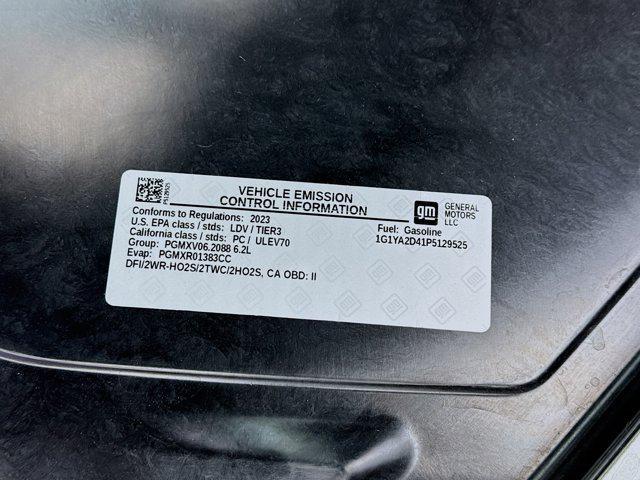 P5129525
VEHICLE EMISSION
CONTROL INFORMATION
gm
GENERAL
MOTORS
LLC
Conforms to Regulations: 2023
U.S. EPA class / stds: LDV / TIER3
California class / stds: PC / ULEV70
Group: PGMXV06.2088 6.2L
Evap: PGMXR01383CC
DFI/2WR-HO2S/2TWC/2HO2S, CA OBD: II
Fuel: Gasoline
1G1YA2D41P5129525